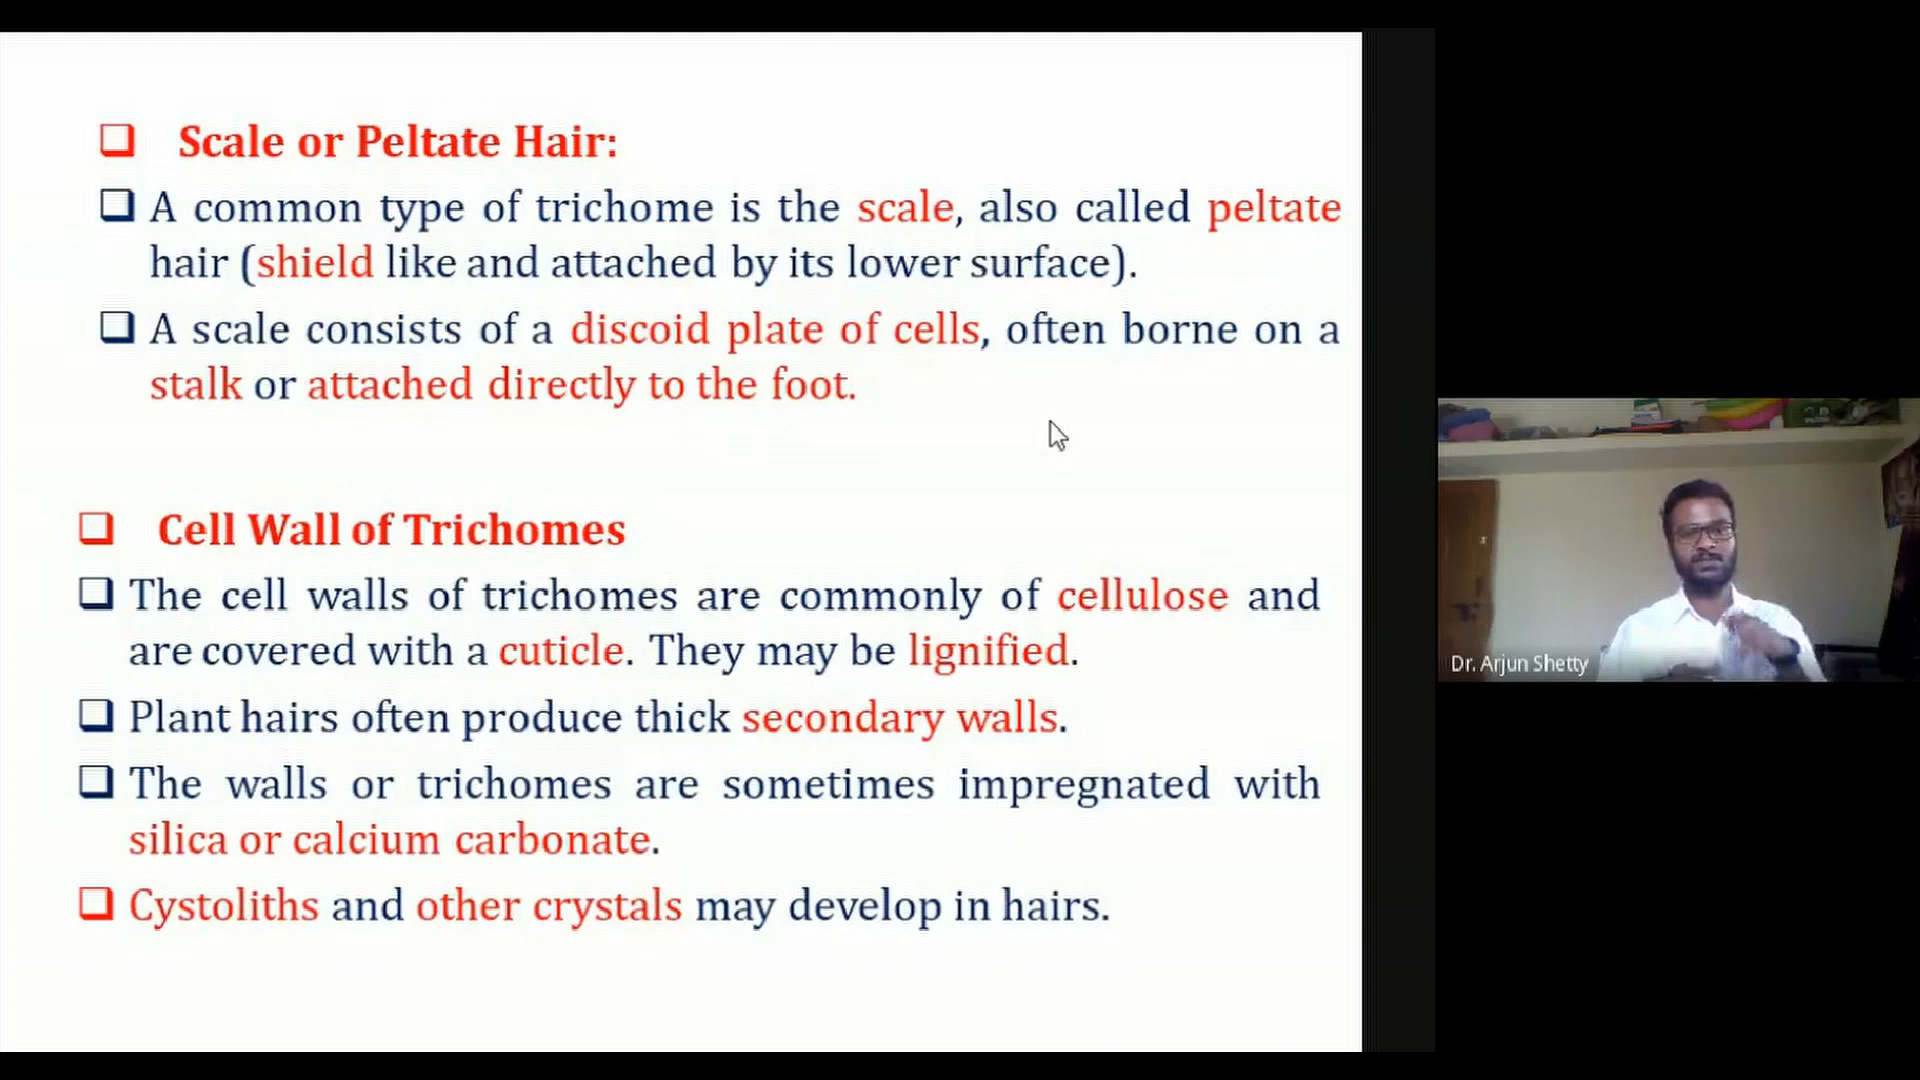 Scale or Peltate Hair:
A common type of trichome is the scale, also called peltate
hair (shield like and attached by its lower surface).
A scale consists of a discoid plate of cells, often borne on a
stalk or attached directly to the foot.
Cell Wall of Trichomes
The cell walls of trichomes are commonly of cellulose and
are covered with a cuticle. They may be lignified.
Plant hairs often produce thick secondary walls.
The walls or trichomes are sometimes impregnated with
silica or calcium carbonate.
Cystoliths and other crystals may develop in hairs.
Dr. Arjun Shetty